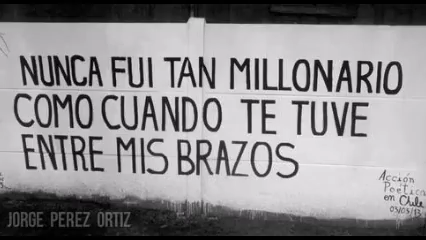 NUNCA FUI TAN MILLONARIO
COMO CUANDO TE TUVE
ENTRE MIS BRAZOS
Acción
Poética
en Chile
JORGE PEREZ ORTIZ